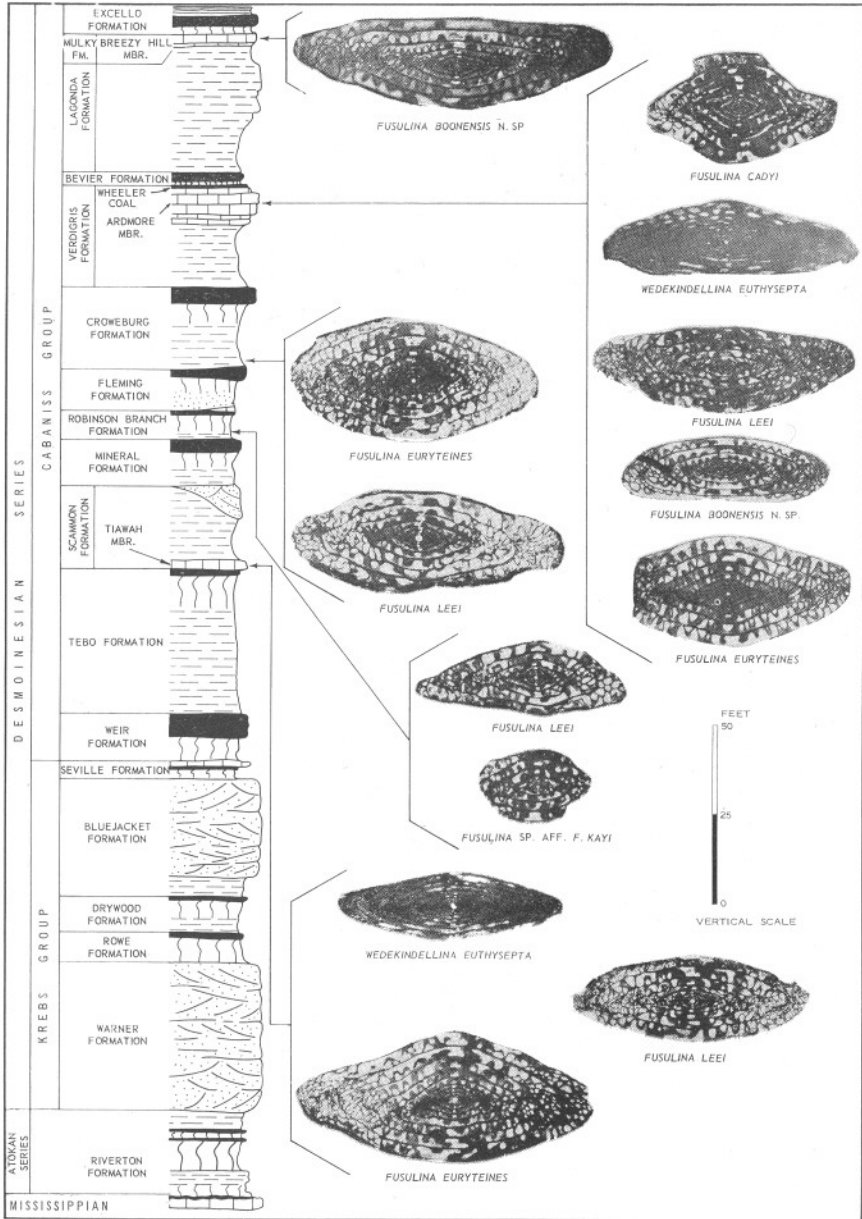 EXCELLO
FORMATION
MULKY
FM.
BREEZY HILL
MBR.
LAGONDA
FORMATION
BEVIER FORMATION
WHEELER
COAL
ARDMORE
MBR.
VERDIGRIS
FORMATION
CROWEBURG
FORMATION
FLEMING
FORMATION
ROBINSON BRANCH
FORMATION
MINERAL
FORMATION
SCAMMON
FORMATION
TIAWAH
MBR.
TEBO FORMATION
WEIR
FORMATION
SEVILLE FORMATION
BLUEJACKET
FORMATION
DRYWOOD
FORMATION
ROWE
FORMATION
WARNER
FORMATION
RIVERTON
FORMATION
MISSISSIPPIAN
DESMOINESIAN SERIES
CABANISS GROUP
KREBS GROUP
ATOKAN
SERIES
FUSULINA BOONENSIS N. SP
FUSULINA CADYI
WEDEKINDELLINA EUTHYSEPTA
FUSULINA LEEI
FUSULINA BOONENSIS N. SP.
FUSULINA EURYTEINES
FUSULINA EURYTEINES
FUSULINA LEEI
FUSULINA LEEI
FUSULINA SP. AFF. F. KAYI
WEDEKINDELLINA EUTHYSEPTA
FUSULINA LEEI
FUSULINA EURYTEINES
FEET
50
25
0
VERTICAL SCALE